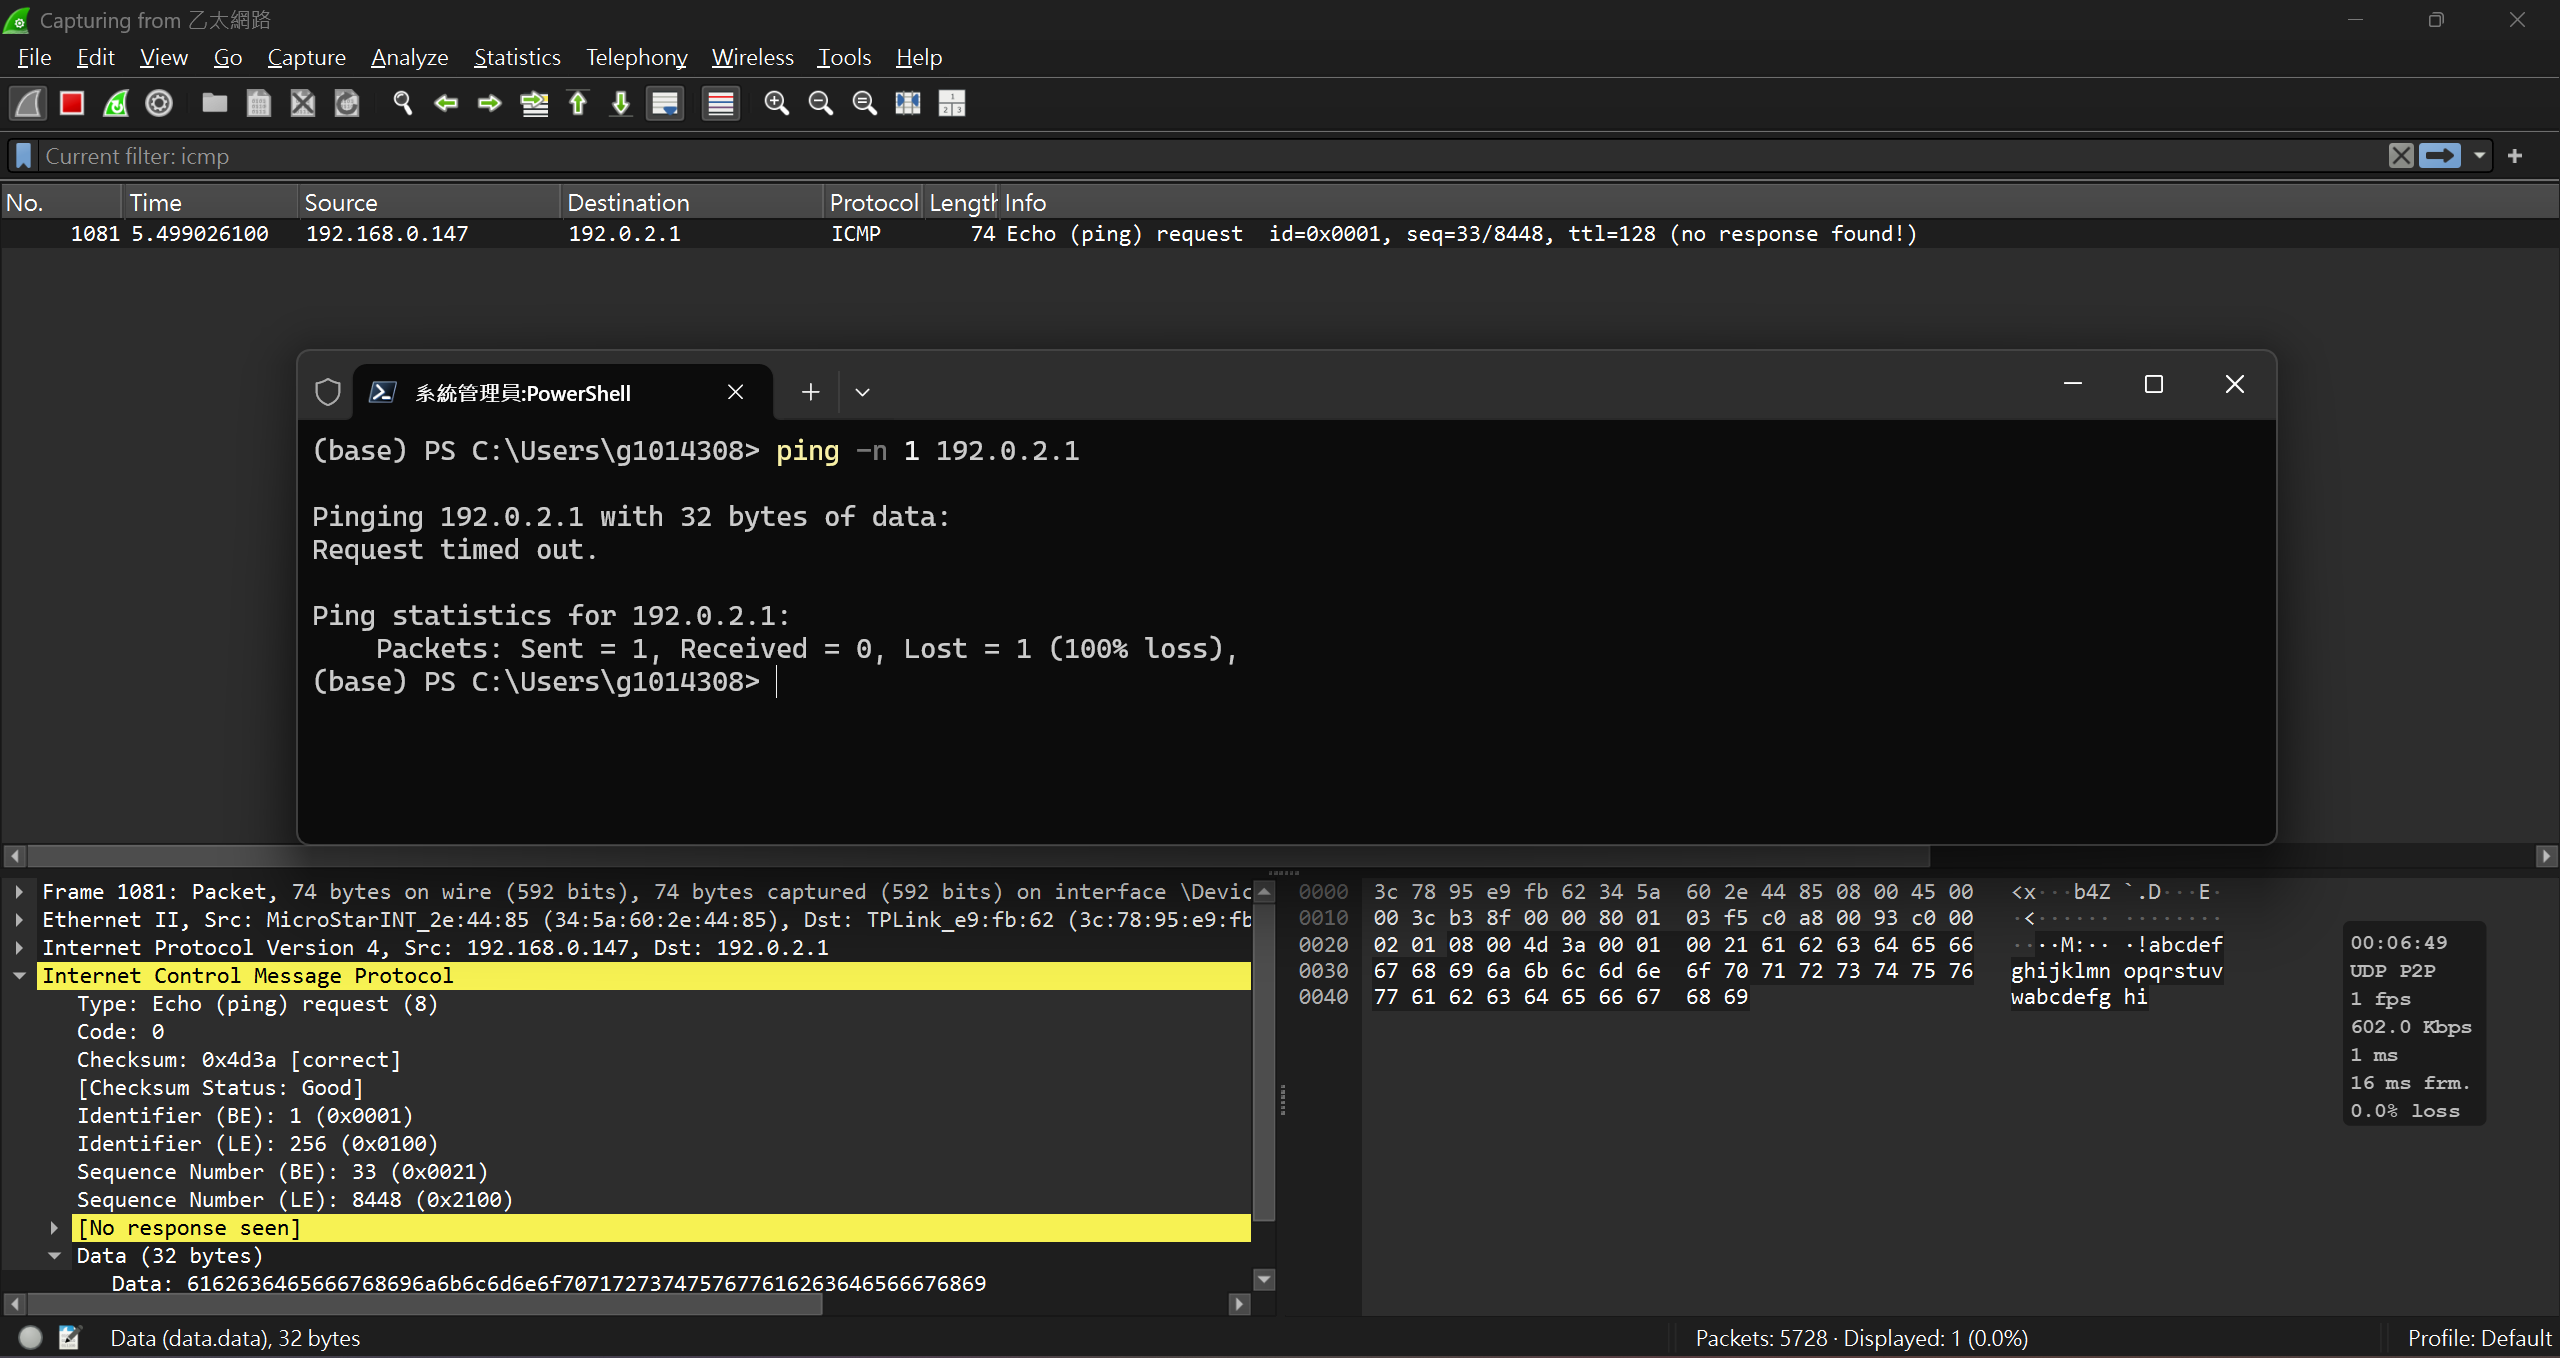 Capturing from 乙太網路
File Edit View Go Capture Analyze Statistics Telephony Wireless Tools Help
Current filter: icmp
No. Time Source Destination Protocol Length Info
1081 5.499026100 192.168.0.147 192.0.2.1 ICMP 74 Echo (ping) request id=0x0001, seq=33/8448, ttl=128 (no response found!)
系統管理員:PowerShell
(base) PS C:\Users\g1014308> ping -n 1 192.0.2.1
Pinging 192.0.2.1 with 32 bytes of data:
Request timed out.
Ping statistics for 192.0.2.1:
Packets: Sent = 1, Received = 0, Lost = 1 (100% loss),
(base) PS C:\Users\g1014308>
Frame 1081: Packet, 74 bytes on wire (592 bits), 74 bytes captured (592 bits) on interface \Devic
Ethernet II, Src: MicroStarINT_2e:44:85 (34:5a:60:2e:44:85), Dst: TPLink_e9:fb:62 (3c:78:95:e9:fb
Internet Protocol Version 4, Src: 192.168.0.147, Dst: 192.0.2.1
Internet Control Message Protocol
Type: Echo (ping) request (8)
Code: 0
Checksum: 0x4d3a [correct]
[Checksum Status: Good]
Identifier (BE): 1 (0x0001)
Identifier (LE): 256 (0x0100)
Sequence Number (BE): 33 (0x0021)
Sequence Number (LE): 8448 (0x2100)
[No response seen]
Data (32 bytes)
Data: 6162636465666768696a6b6c6d6e6f7071727374757677616263646566676869
0000 3c 78 95 e9 fb 62 34 5a 60 2e 44 85 08 00 45 00 <x···b4Z `.D···E·
0010 00 3c b3 8f 00 00 80 01 03 f5 c0 a8 00 93 c0 00 ·<······ ········
0020 02 01 08 00 4d 3a 00 01 00 21 61 62 63 64 65 66 ····M:·· ·!abcdef
0030 67 68 69 6a 6b 6c 6d 6e 6f 70 71 72 73 74 75 76 ghijklmn opqrstuv
0040 77 61 62 63 64 65 66 67 68 69 wabcdefg hi
00:06:49
UDP P2P
1 fps
602.0 Kbps
1 ms
16 ms frm.
0.0% loss
Data (data.data), 32 bytes
Packets: 5728 · Displayed: 1 (0.0%)
Profile: Default